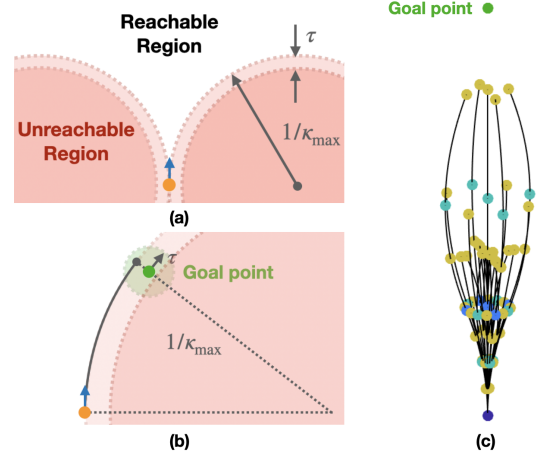 Goal point
Reachable
Region
τ
Unreachable
Region
1/κmax
(a)
τ
Goal point
1/κmax
(b)
(c)